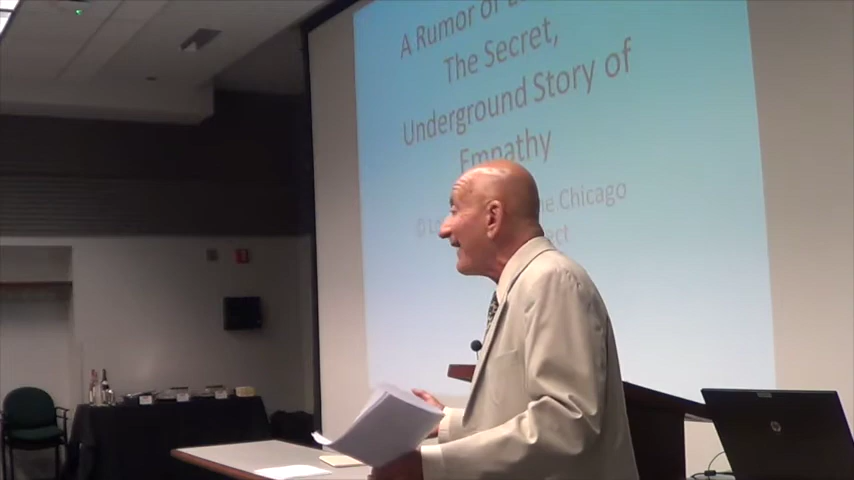 A Rumor of
The Secret,
Underground Story of
Empathy
Chicago